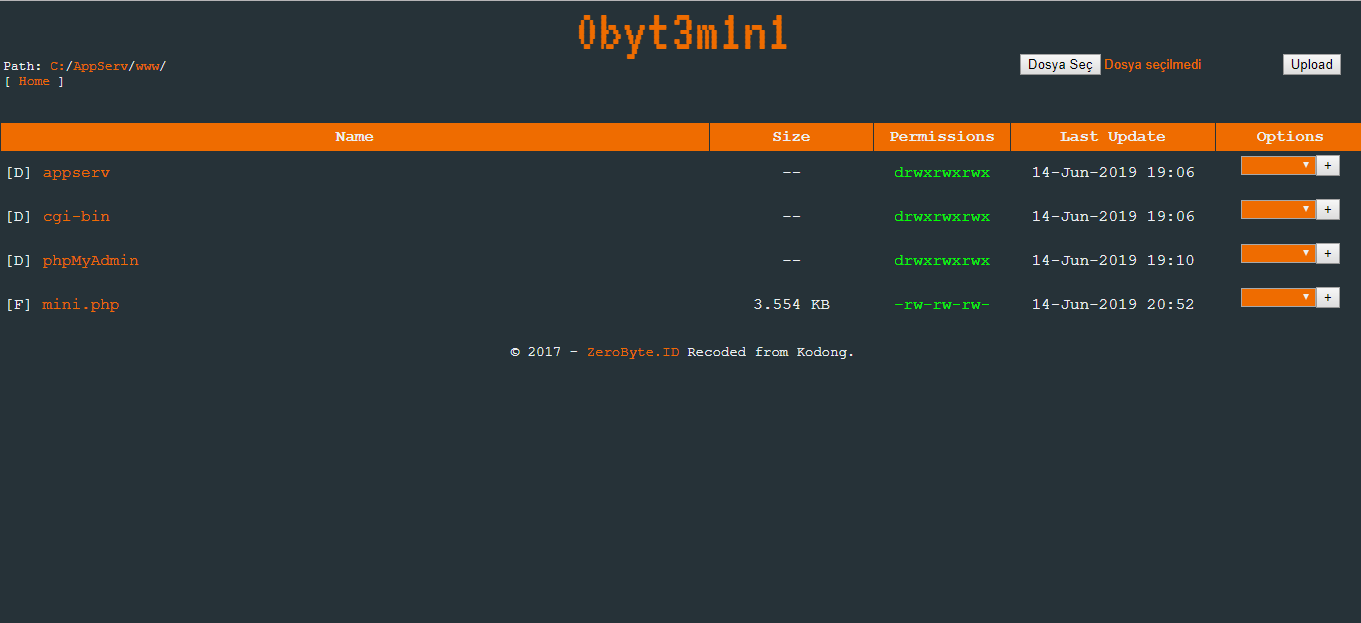 0byt3m1n1
Path: C:/AppServ/www/
Dosya Seç Dosya seçilmedi Upload
[ Home ]
Name Size Permissions Last Update Options
[D] appserv -- drwxrwxrwx 14-Jun-2019 19:06 +
[D] cgi-bin -- drwxrwxrwx 14-Jun-2019 19:06 +
[D] phpMyAdmin -- drwxrwxrwx 14-Jun-2019 19:10 +
[F] mini.php 3.554 KB -rw-rw-rw- 14-Jun-2019 20:52 +
© 2017 - ZeroByte.ID Recoded from Kodong.